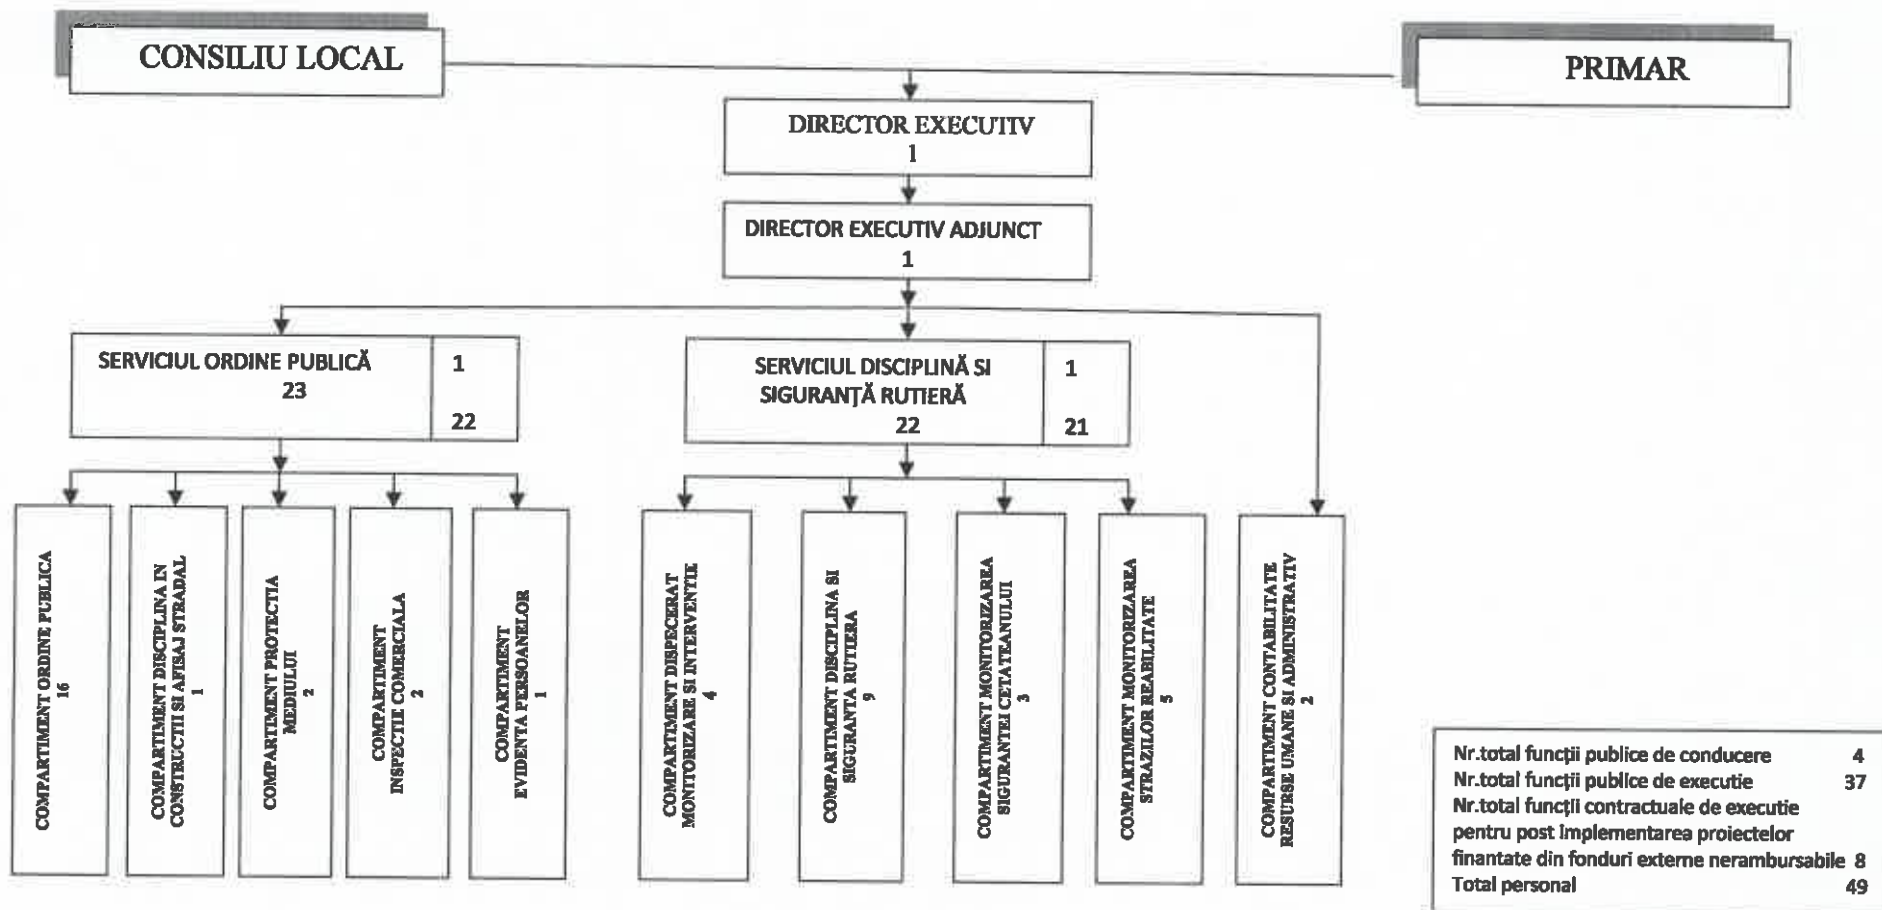 CONSILIU LOCAL
PRIMAR
DIRECTOR EXECUTIV
1
DIRECTOR EXECUTIV ADJUNCT
1
SERVICIUL ORDINE PUBLICĂ
23
1
22
SERVICIUL DISCIPLINĂ SI
SIGURANȚĂ RUTIERĂ
22
1
21
COMPARTIMENT ORDINE PUBLICA
16
COMPARTIMENT DISCIPLINA IN
CONSTRUCTII SI AFISAJ STRADAL
1
COMPARTIMENT PROTECTIA
MEDIULUI
2
COMPARTIMENT
INSPECTIE COMERCIALA
2
COMPARTIMENT
EVIDENTA PERSOANELOR
1
COMPARTIMENT DISPECERAT
MONITORIZARE SI INTERVENTIE
4
COMPARTIMENT DISCIPLINA SI
SIGURANTA RUTIERA
9
COMPARTIMENT MONITORIZAREA
SIGURANTEI CETATEANULUI
3
COMPARTIMENT MONITORIZAREA
STRAZILOR REABILITATE
5
COMPARTIMENT CONTABILITATE
RESURSE UMANE SI ADMINISTRATIV
2
Nr.total funcții publice de conducere 4
Nr.total funcții publice de executie 37
Nr.total funcții contractuale de executie
pentru post implementarea proiectelor
finantate din fonduri externe nerambursabile 8
Total personal 49